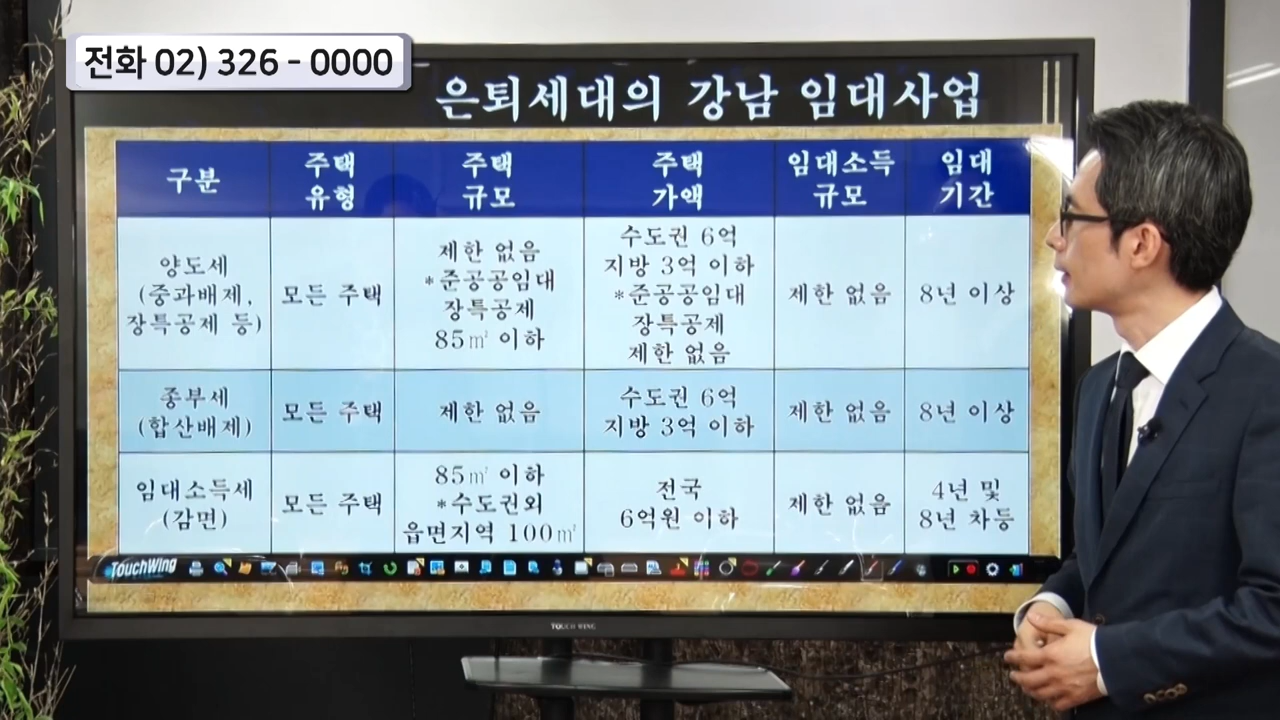 전화 02) 326 - 0000
은퇴세대의 강남 임대사업
구분
주택
유형
주택
규모
주택
가액
임대소득
규모
임대
기간
양도세
(중과배제,
장특공제 등)
모든 주택
제한 없음
*준공공임대
장특공제
85㎡ 이하
수도권 6억
지방 3억 이하
*준공공임대
장특공제
제한 없음
제한 없음
8년 이상
종부세
(합산배제)
모든 주택
제한 없음
수도권 6억
지방 3억 이하
제한 없음
8년 이상
임대소득세
(감면)
모든 주택
85㎡ 이하
*수도권외
읍면지역 100㎡
전국
6억원 이하
제한 없음
4년 및
8년 차등
TouchWing
TOUCH WING